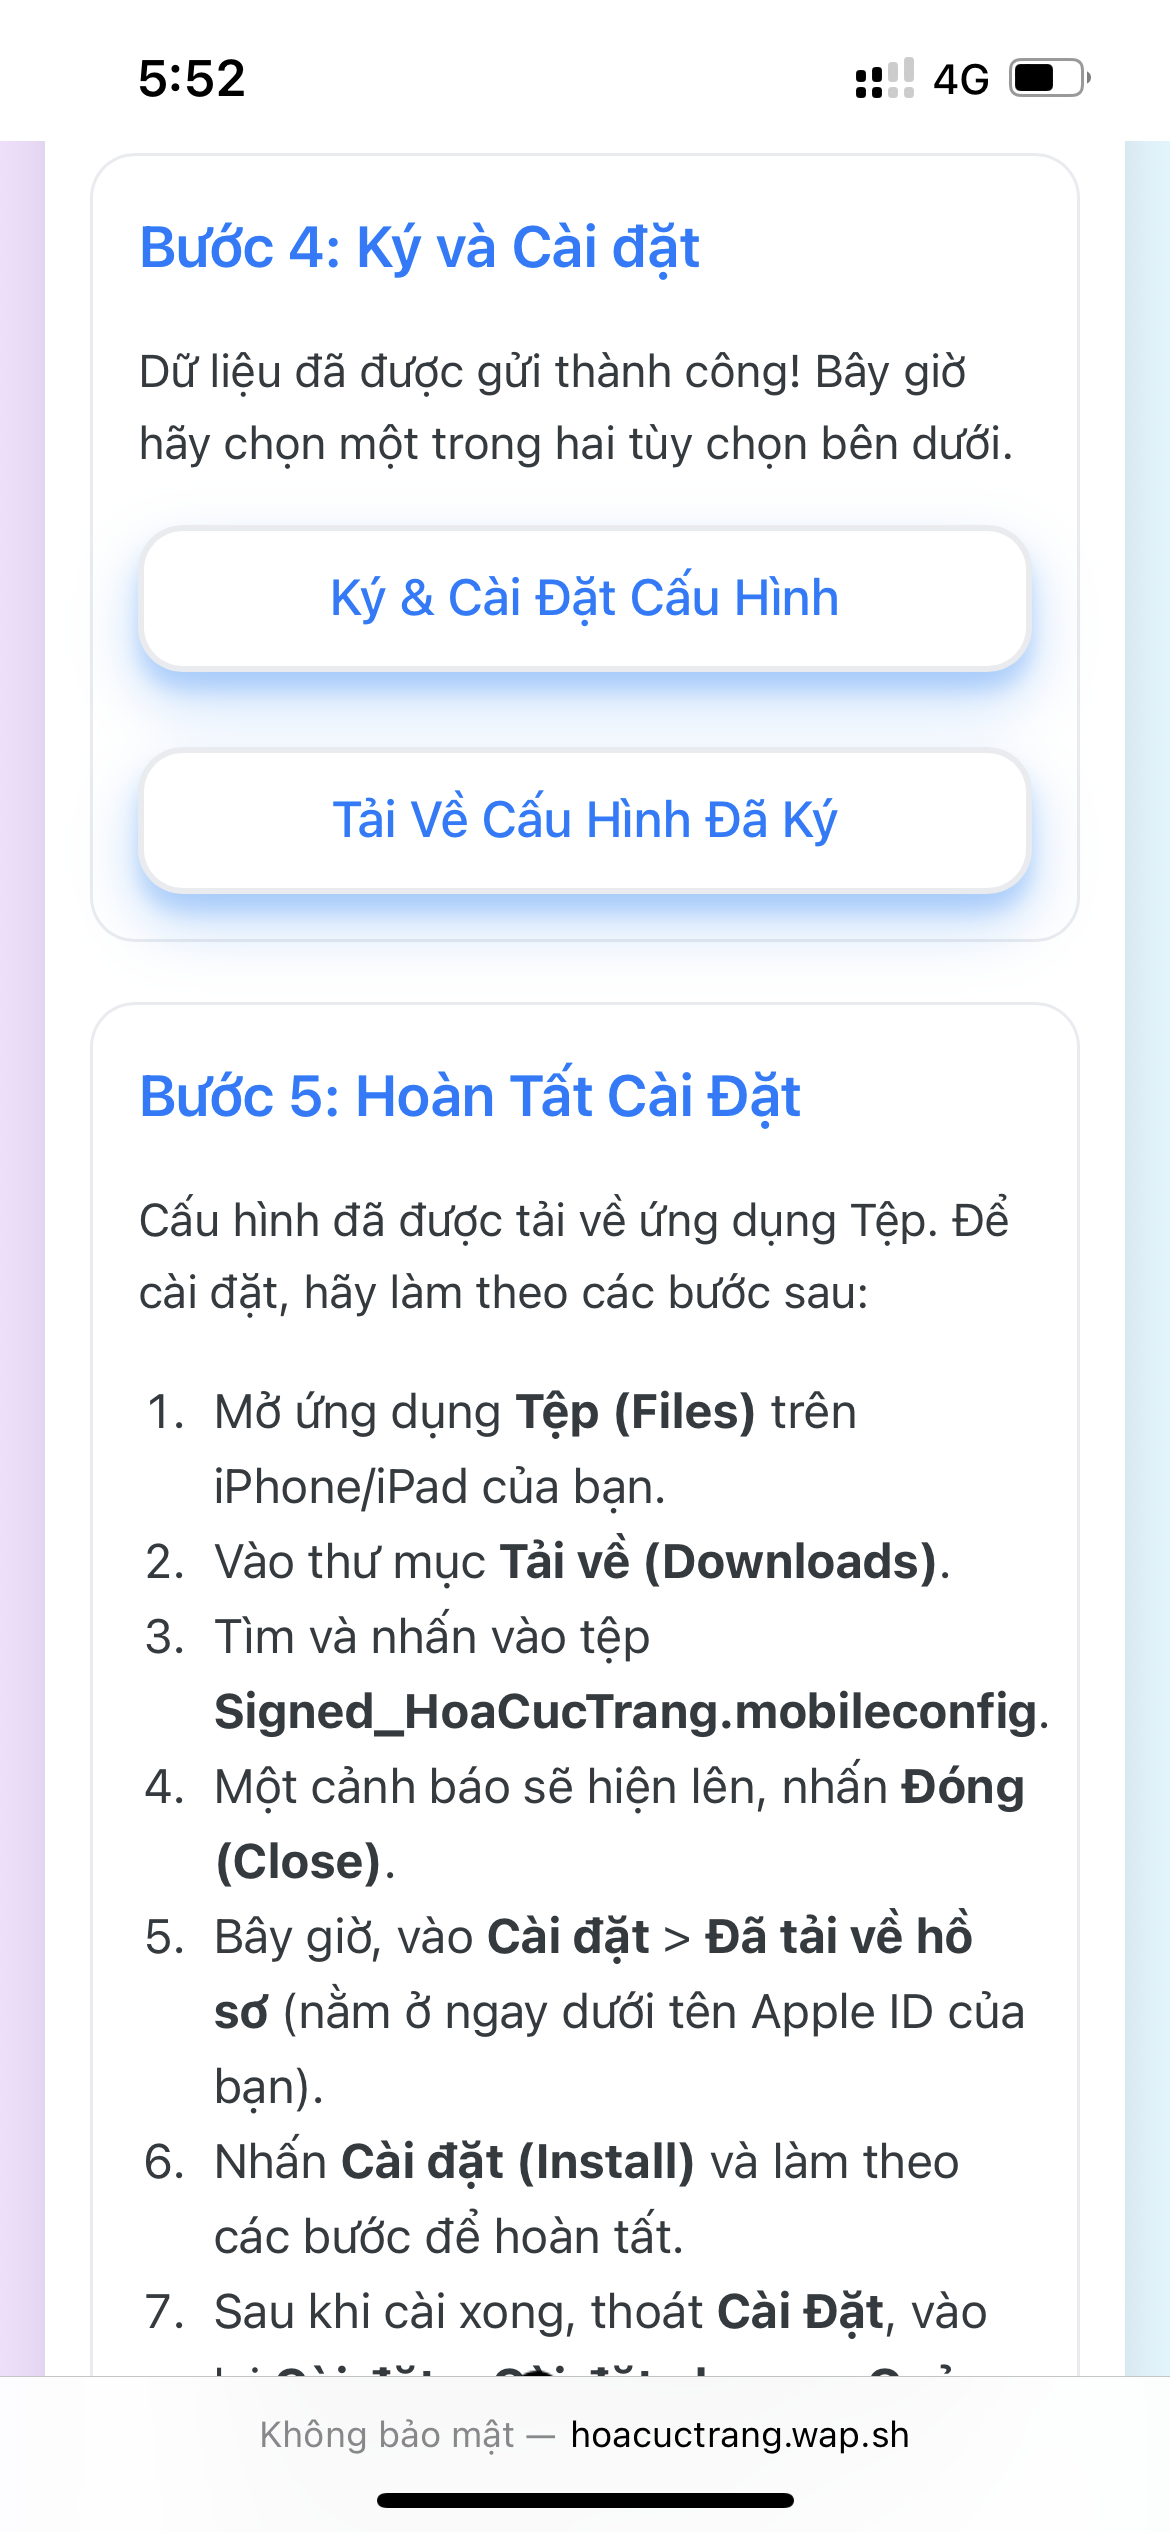 5:52
4G
Bước 4: Ký và Cài đặt
Dữ liệu đã được gửi thành công! Bây giờ
hãy chọn một trong hai tùy chọn bên dưới.
Ký & Cài Đặt Cấu Hình
Tải Về Cấu Hình Đã Ký
Bước 5: Hoàn Tất Cài Đặt
Cấu hình đã được tải về ứng dụng Tệp. Để
cài đặt, hãy làm theo các bước sau:
1. Mở ứng dụng Tệp (Files) trên
iPhone/iPad của bạn.
2. Vào thư mục Tải về (Downloads).
3. Tìm và nhấn vào tệp
Signed_HoaCucTrang.mobileconfig.
4. Một cảnh báo sẽ hiện lên, nhấn Đóng
(Close).
5. Bây giờ, vào Cài đặt > Đã tải về hồ
sơ (nằm ở ngay dưới tên Apple ID của
bạn).
6. Nhấn Cài đặt (Install) và làm theo
các bước để hoàn tất.
7. Sau khi cài xong, thoát Cài Đặt, vào
Không bảo mật — hoacuctrang.wap.sh